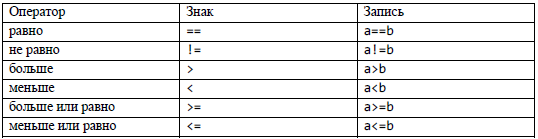 Оператор Знак Запись
равно == a==b
не равно != a!=b
больше > a>b
меньше < a<b
больше или равно >= a>=b
меньше или равно <= a<=b